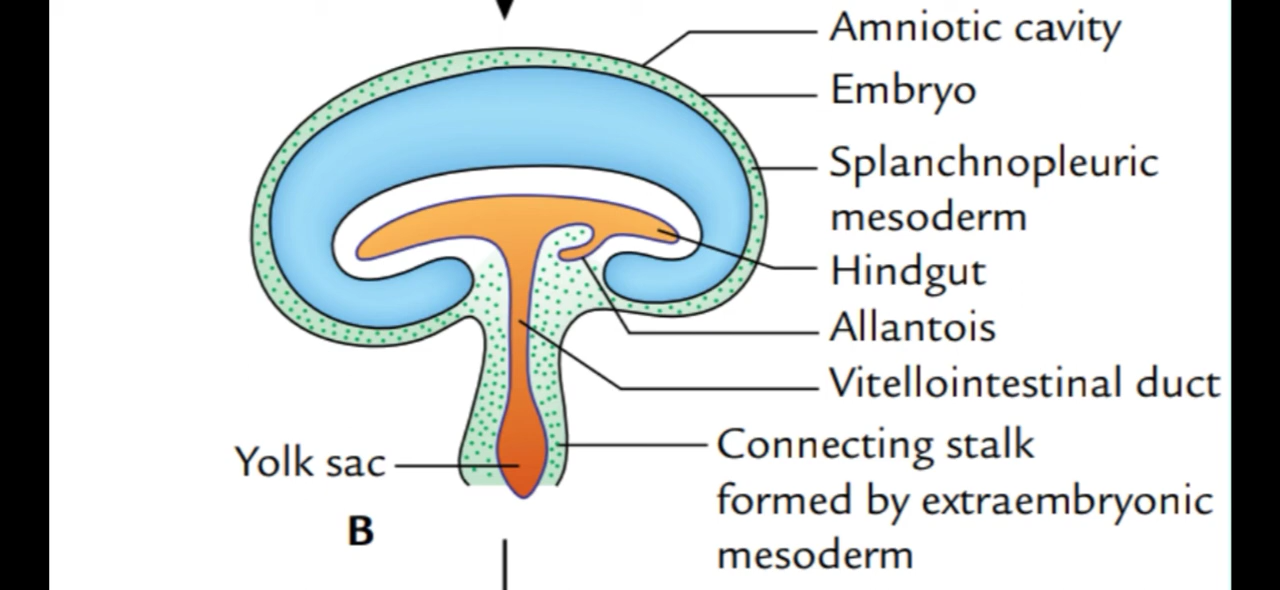 Amniotic cavity
Embryo
Splanchnopleuric
mesoderm
Hindgut
Allantois
Vitellointestinal duct
Connecting stalk
formed by extraembryonic
mesoderm
Yolk sac
B